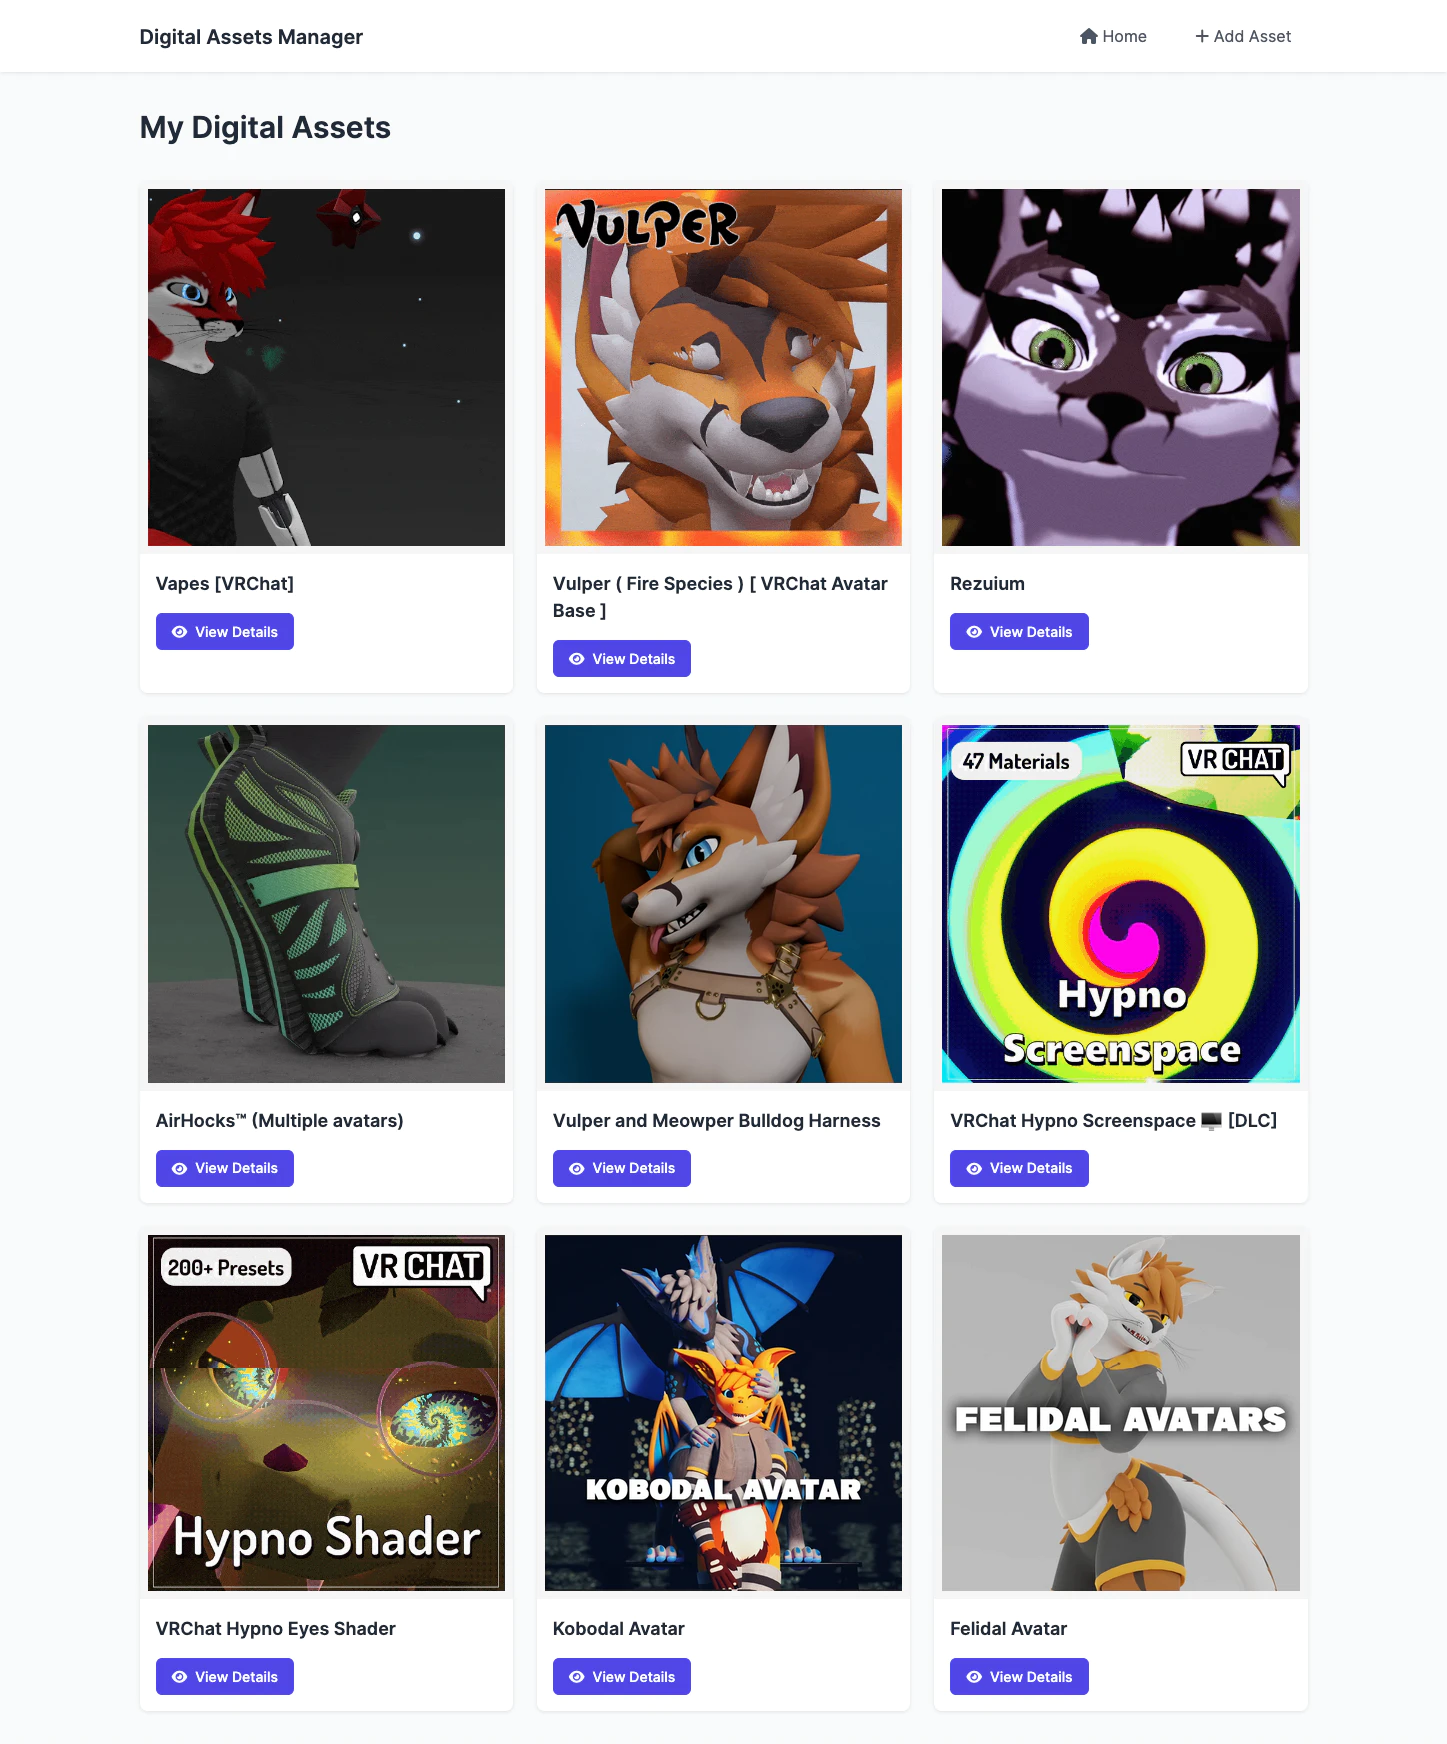 Digital Assets Manager
Home
Add Asset
My Digital Assets
VULPER
Vapes [VRChat]
View Details
Vulper ( Fire Species ) [ VRChat Avatar
Base ]
View Details
Rezuium
View Details
47 Materials
VR CHAT
Hypno
Screenspace
AirHocks™ (Multiple avatars)
View Details
Vulper and Meowper Bulldog Harness
View Details
VRChat Hypno Screenspace 🖥️ [DLC]
View Details
200+ Presets
VR CHAT
Hypno Shader
KOBODAL AVATAR
FELIDAL AVATARS
VRChat Hypno Eyes Shader
View Details
Kobodal Avatar
View Details
Felidal Avatar
View Details